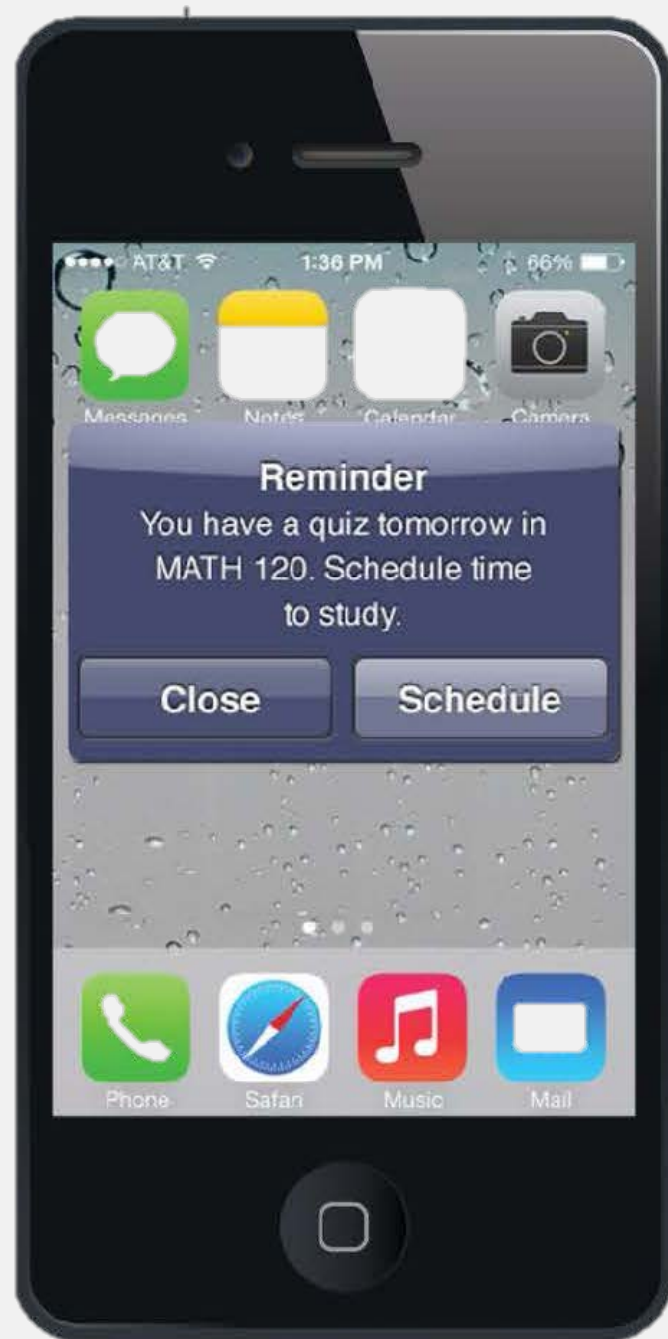 AT&T 1:36 PM 66%
Messages Notes Calendar Camera
Reminder
You have a quiz tomorrow in
MATH 120. Schedule time
to study.
Close Schedule
Phone Safari Music Mail